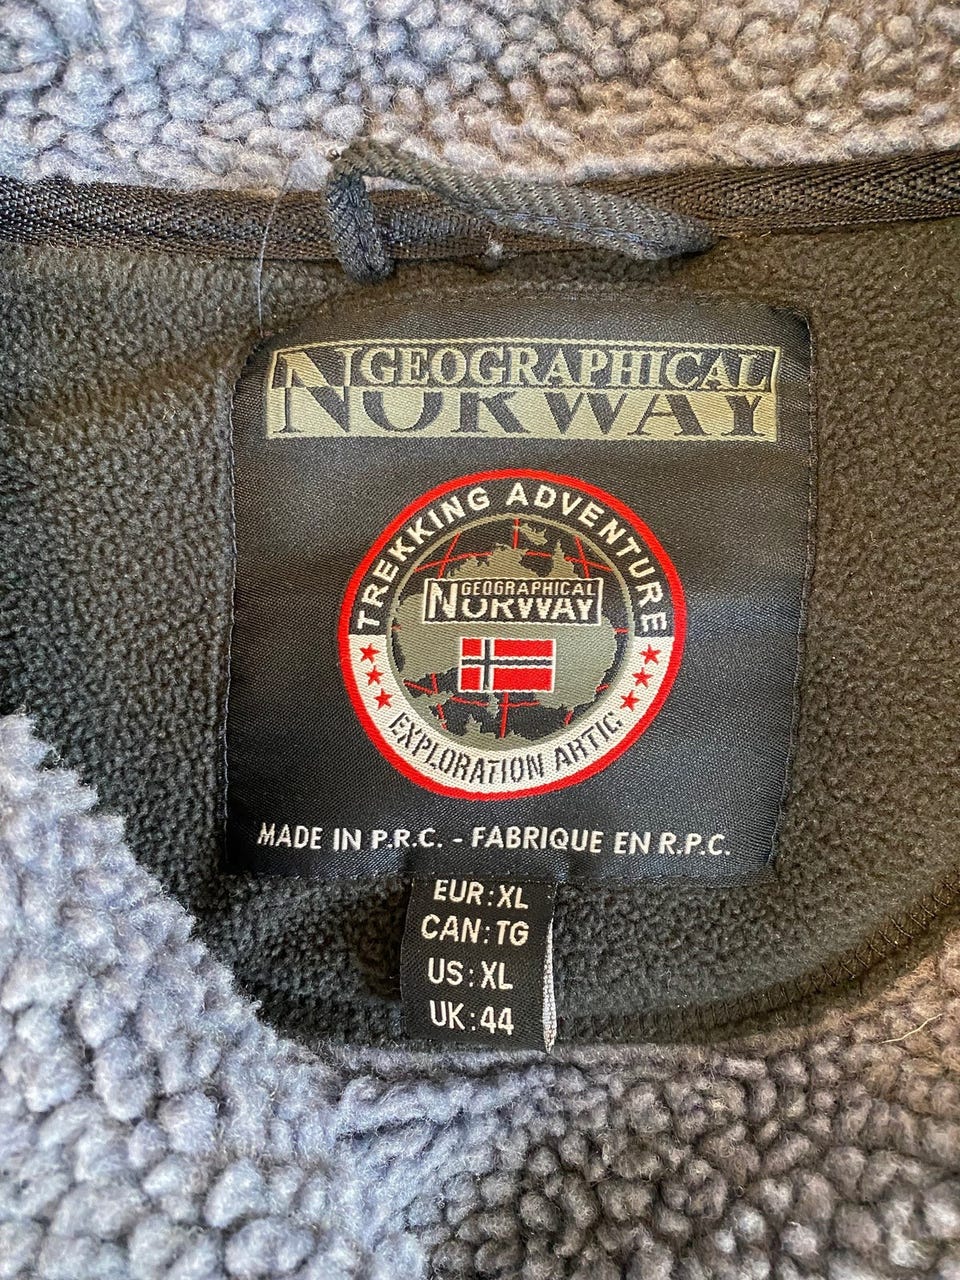 GEOGRAPHICAL
NORWAY
TREKKING ADVENTURE
GEOGRAPHICAL
NORWAY
EXPLORATION ARTIC
MADE IN P.R.C. - FABRIQUE EN R.P.C.
EUR:XL
CAN:TG
US:XL
UK:44